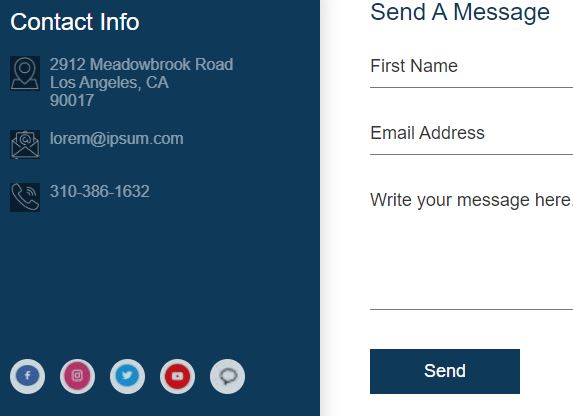 Contact Info
2912 Meadowbrook Road
Los Angeles, CA
90017
lorem@ipsum.com
310-386-1632
Send A Message
First Name
Email Address
Write your message here.
Send